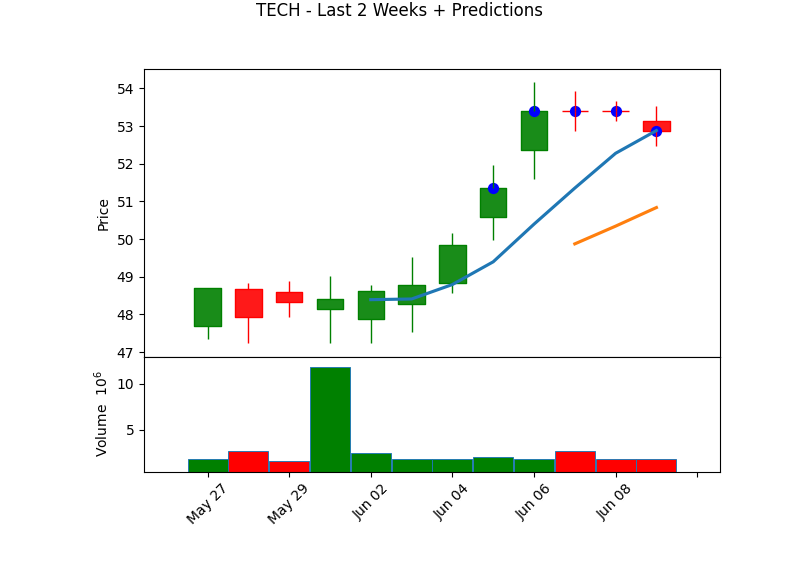 TECH - Last 2 Weeks + Predictions
54
53
52
51
50
49
48
47
Price
10
5
Volume 10^6
May 27
May 29
Jun 02
Jun 04
Jun 06
Jun 08